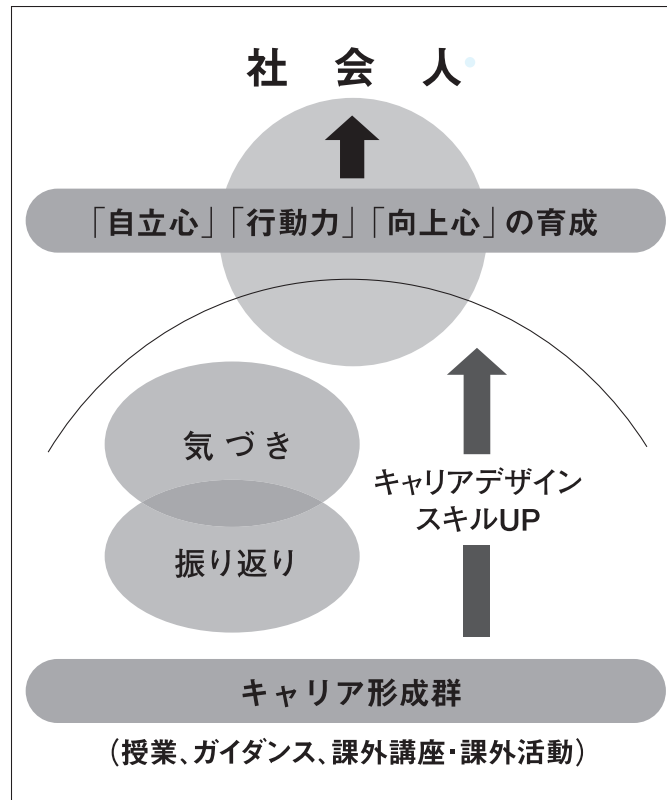 社 会 人
「自立心」「行動力」「向上心」の育成
気づき
振り返り
キャリアデザイン
スキルUP
キャリア形成群
（授業、ガイダンス、課外講座・課外活動）